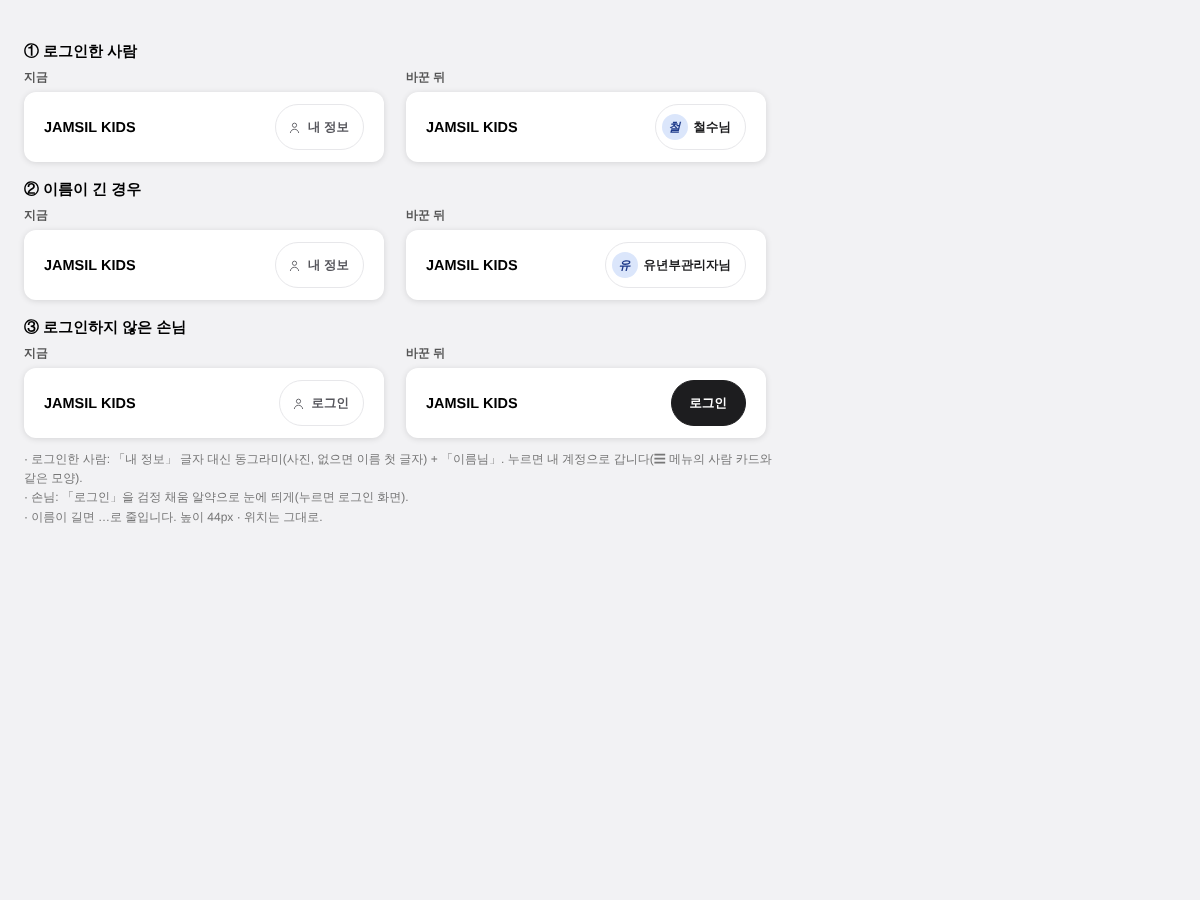 ① 로그인한 사람
지금
바꾼 뒤
JAMSIL KIDS
내 정보
JAMSIL KIDS
철
철수님
② 이름이 긴 경우
지금
바꾼 뒤
JAMSIL KIDS
내 정보
JAMSIL KIDS
유
유년부관리자님
③ 로그인하지 않은 손님
지금
바꾼 뒤
JAMSIL KIDS
로그인
JAMSIL KIDS
로그인
· 로그인한 사람: 「내 정보」 글자 대신 동그라미(사진, 없으면 이름 첫 글자) + 「이름님」. 누르면 내 계정으로 갑니다(☰ 메뉴의 사람 카드와
같은 모양).
· 손님: 「로그인」을 검정 채움 알약으로 눈에 띄게(누르면 로그인 화면).
· 이름이 길면 …로 줄입니다. 높이 44px · 위치는 그대로.